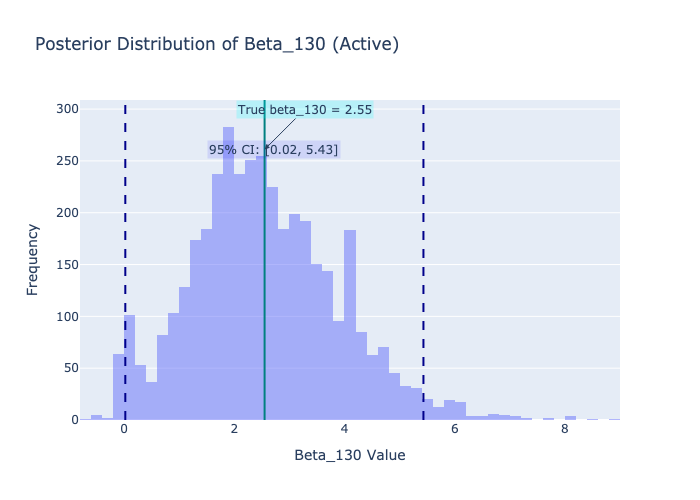 Posterior Distribution of Beta_130 (Active)
True beta_130 = 2.55
95% CI: [0.02, 5.43]
300
250
200
150
100
50
0
Frequency
0
2
4
6
8
Beta_130 Value